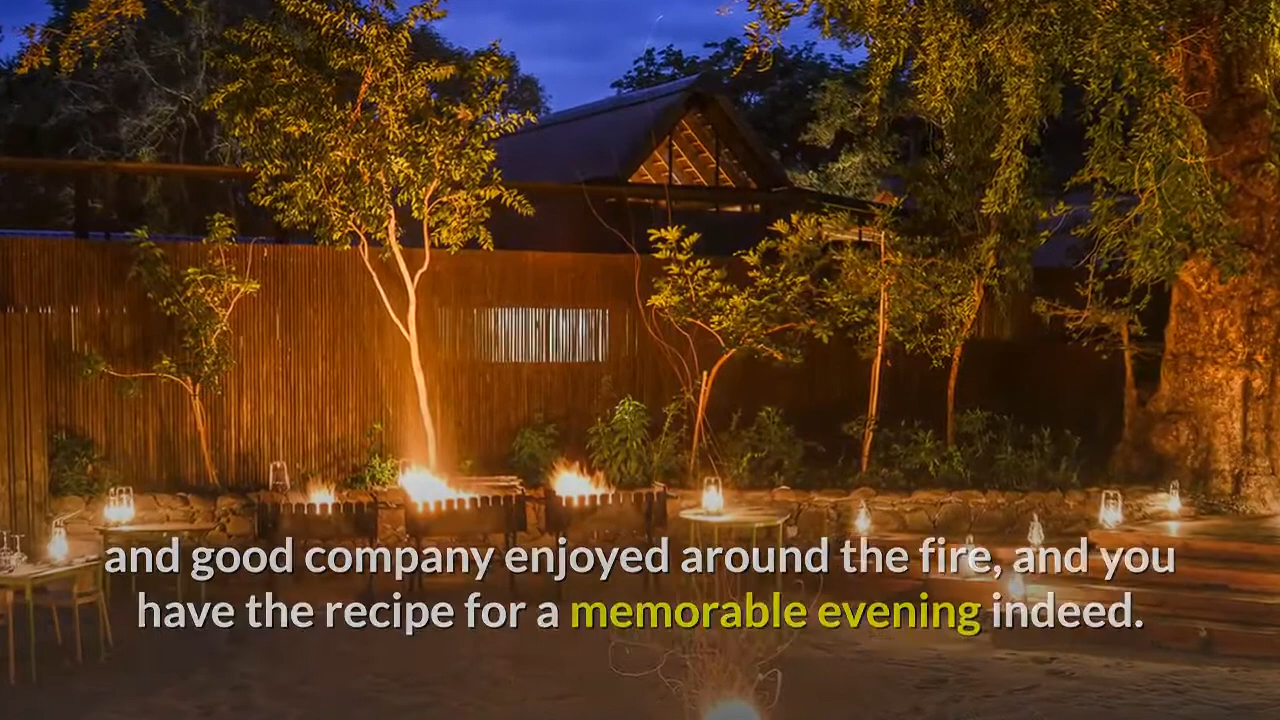 and good company enjoyed around the fire, and you
have the recipe for a memorable evening indeed.